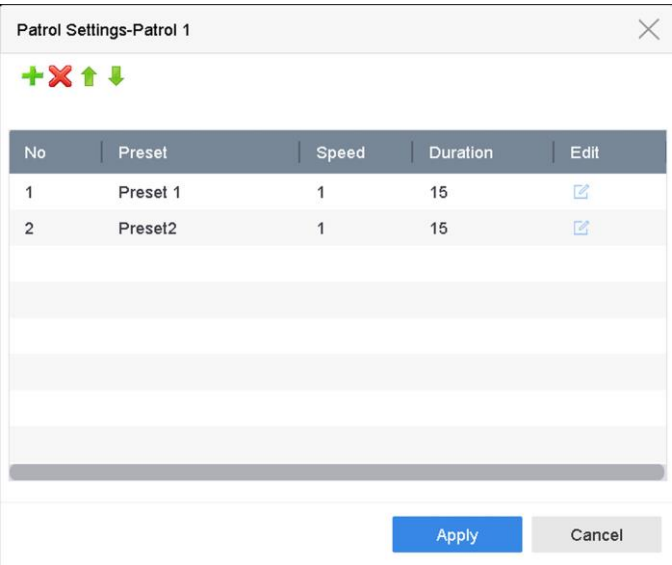 Patrol Settings-Patrol 1
No Preset Speed Duration Edit
1 Preset 1 1 15
2 Preset2 1 15
Apply Cancel